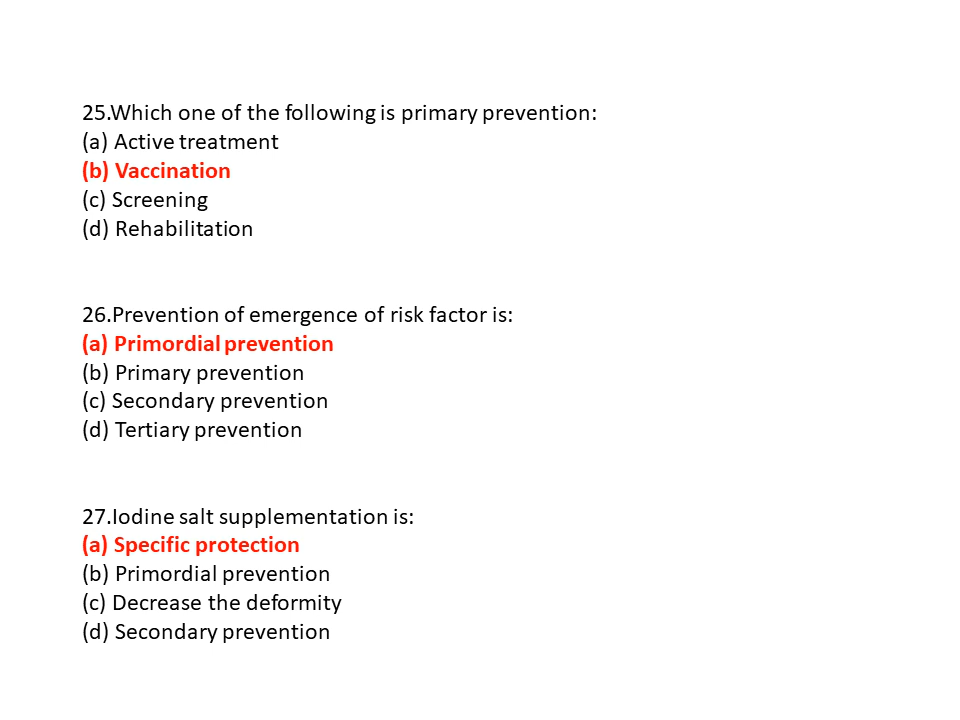 25.Which one of the following is primary prevention:
(a) Active treatment
(b) Vaccination
(c) Screening
(d) Rehabilitation
26.Prevention of emergence of risk factor is:
(a) Primordial prevention
(b) Primary prevention
(c) Secondary prevention
(d) Tertiary prevention
27.Iodine salt supplementation is:
(a) Specific protection
(b) Primordial prevention
(c) Decrease the deformity
(d) Secondary prevention